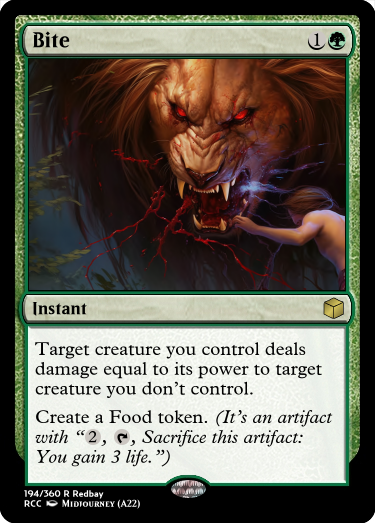 Bite 1
Instant
Target creature you control deals
damage equal to its power to target
creature you don't control.
Create a Food token. (It's an artifact
with “2, , Sacrifice this artifact:
You gain 3 life.”)
194/360 R Redbay
RCC Midjourney (A22)